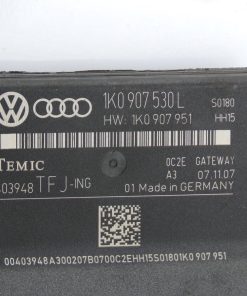 1K0 907 530 L S0180
HW: 1K0 907 951 HH15
TEMIC 0C2E GATEWAY
403948 TFJ-ING A3 07.11.07
01 Made in GERMANY
00403948A300207B0700C2EHH15S01801K0 907 951